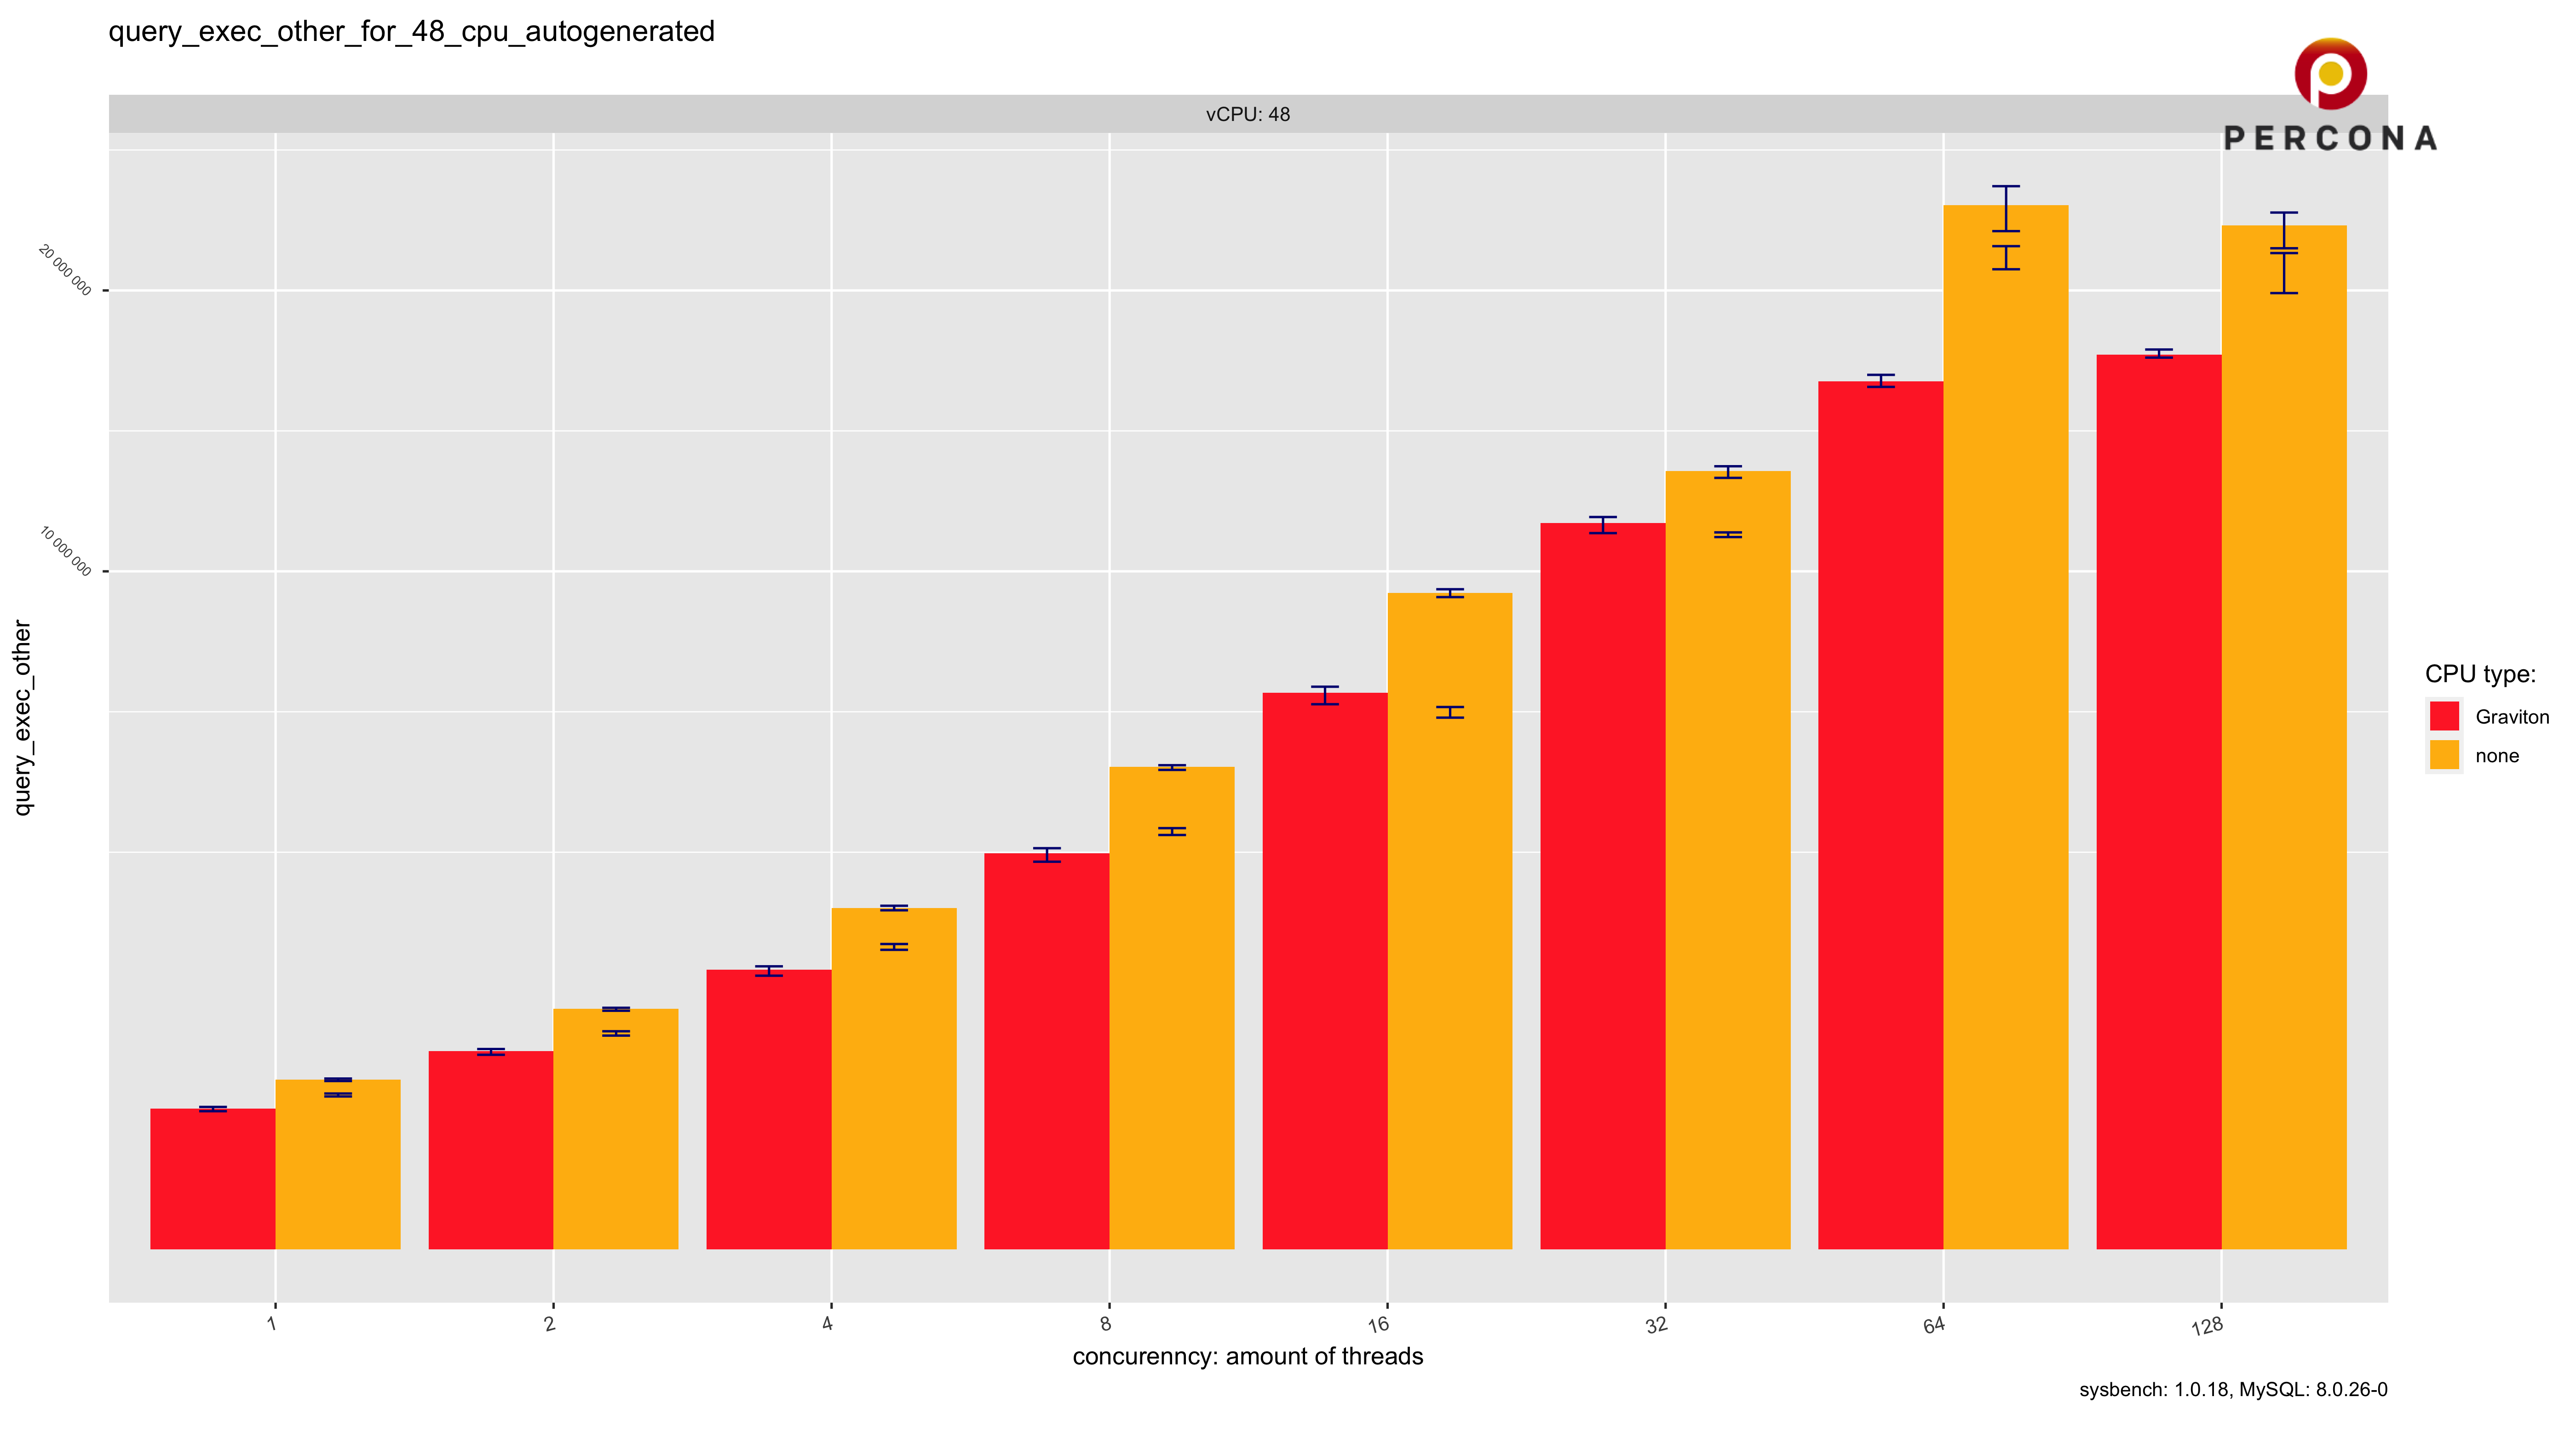 query_exec_other_for_48_cpu_autogenerated
PERCONA
vCPU: 48
20 000 000
10 000 000
query_exec_other
CPU type:
Graviton
none
1
2
4
8
16
32
64
128
concurenncy: amount of threads
sysbench: 1.0.18, MySQL: 8.0.26-0